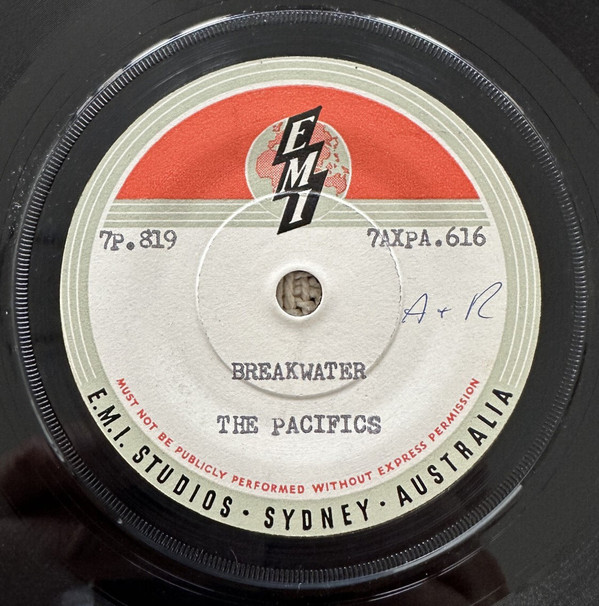 EMI
7P.819
7AXPA.616
A + R
BREAKWATER
THE PACIFICS
MUST NOT BE PUBLICLY PERFORMED WITHOUT EXPRESS PERMISSION
E.M.I. STUDIOS · SYDNEY · AUSTRALIA